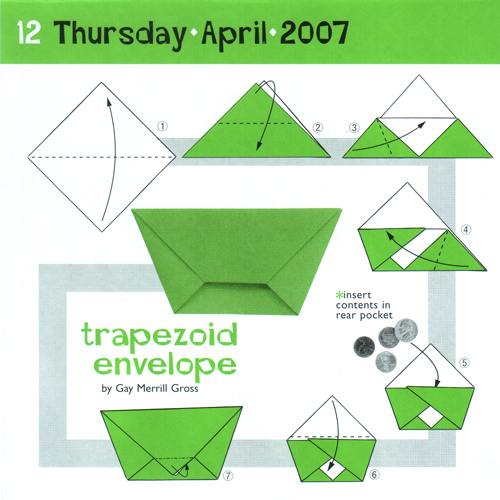 12 Thursday•April•2007
1
2
3
4
*insert
contents in
rear pocket
trapezoid
envelope
by Gay Merrill Gross
5
6
7